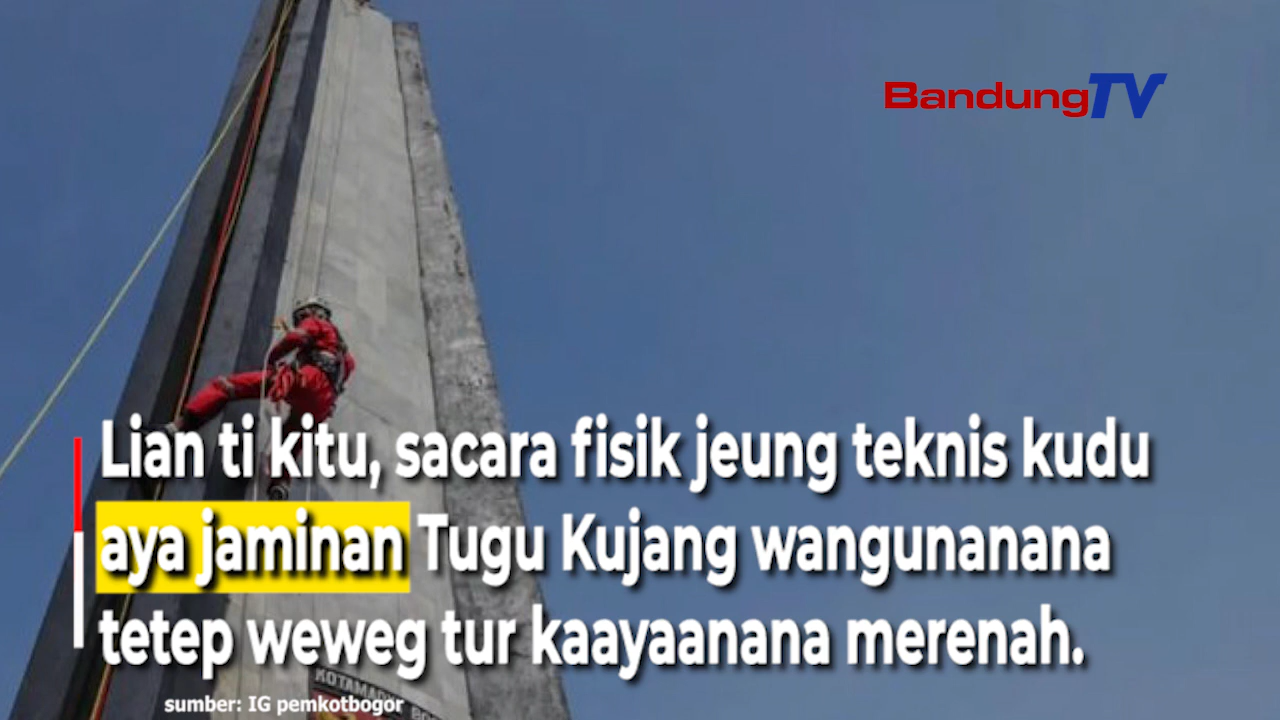 BandungTV
Lian ti kitu, sacara fisik jeung teknis kudu
aya jaminan Tugu Kujang wangunanana
tetep weweg tur kaayaanana merenah.
KOTAMADYA
sumber: IG pemkotbogor